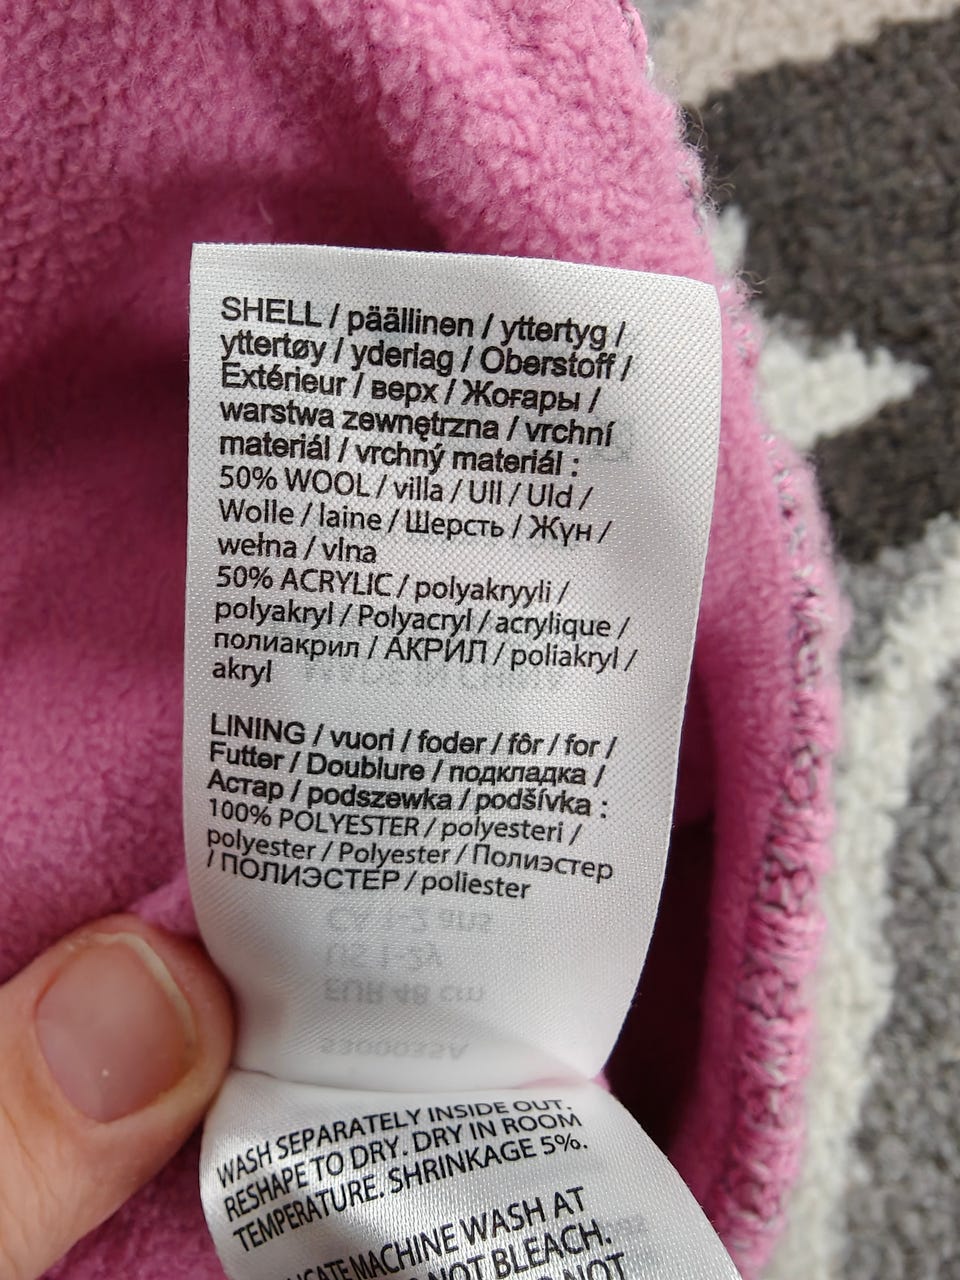 SHELL / päällinen / yttertyg /
yttertøy / yderlag / Oberstoff /
Extérieur / верх / Жоғары /
warstwa zewnętrzna / vrchní
materiál / vrchný materiál :
50% WOOL / villa / Ull / Uld /
Wolle / laine / Шерсть / Жүн /
wełna / vlna
50% ACRYLIC / polyakryyli /
polyakryl / Polyacryl / acrylique /
полиакрил / АКРИЛ / poliakryl /
akryl
LINING / vuori / foder / fôr / for /
Futter / Doublure / подкладка /
Астар / podszewka / podšívka :
100% POLYESTER / polyesteri /
polyester / Polyester / Полиэстер
/ ПОЛИЭСТЕР / poliester
WASH SEPARATELY INSIDE OUT.
RESHAPE TO DRY. DRY IN ROOM
TEMPERATURE. SHRINKAGE 5%.
MACHINE WASH AT
NOT BLEACH.
NOT